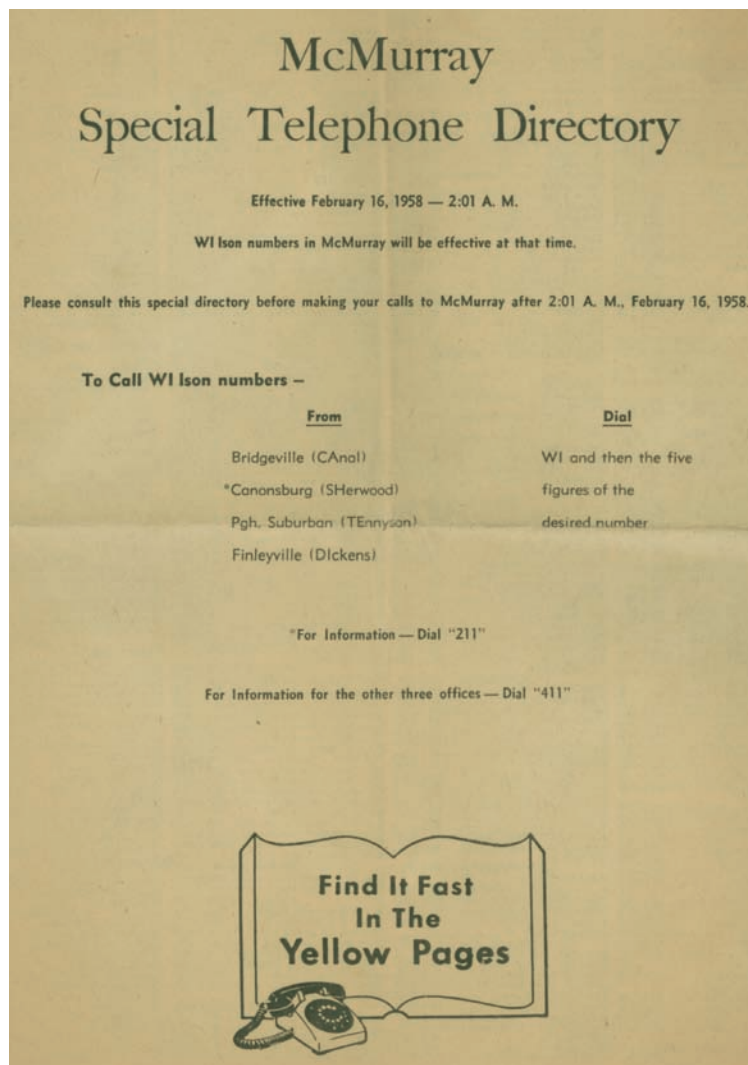 McMurray
Special Telephone Directory
Effective February 16, 1958 — 2:01 A. M.
WI lson numbers in McMurray will be effective at that time.
Please consult this special directory before making your calls to McMurray after 2:01 A. M., February 16, 1958.
To Call WI lson numbers —
From Dial
Bridgeville (CAnal) WI and then the five
*Canonsburg (SHerwood) figures of the
Pgh. Suburban (TEnnyson) desired number
Finleyville (DIckens)
*For Information — Dial "211"
For Information for the other three offices — Dial "411"
Find It Fast
In The
Yellow Pages